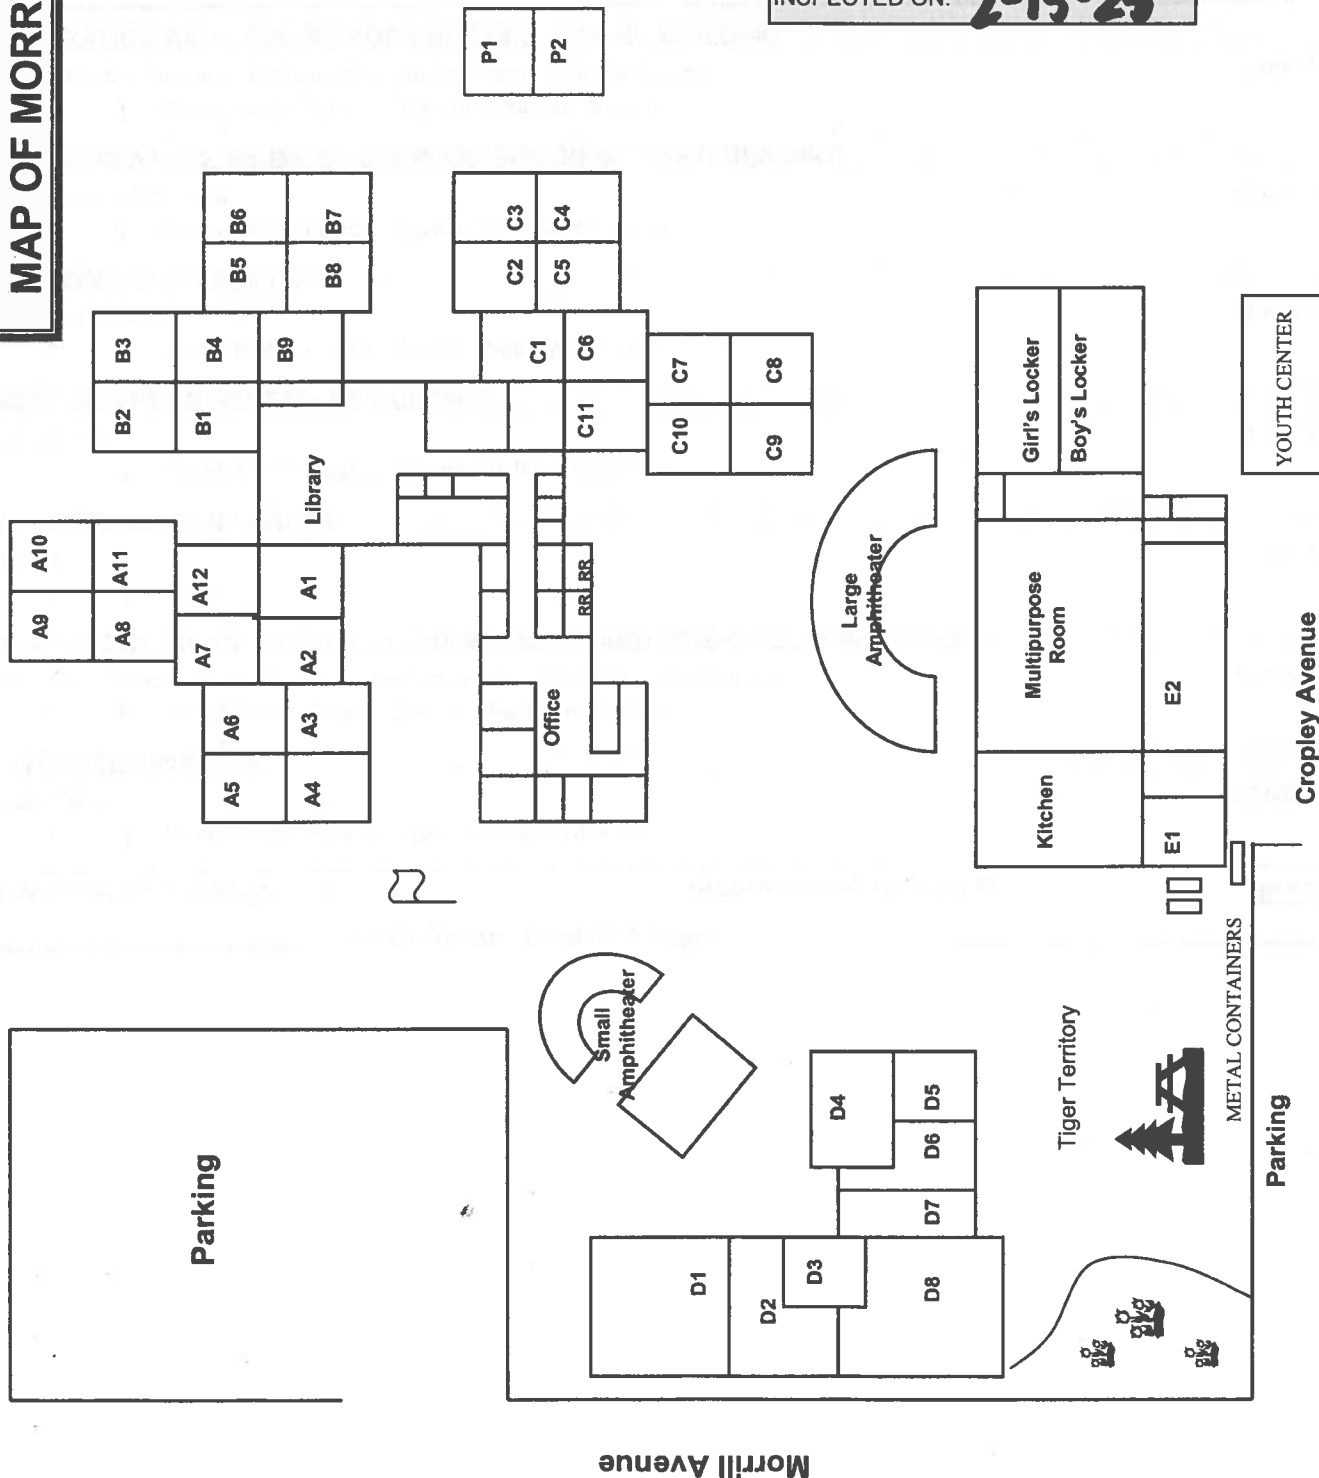 MAP OF MORR
INSPECTED ON:
P1
P2
B6
B7
B5
B8
B3
B4
B9
B2
B1
C3
C4
C2
C5
C1
C6
C7
C8
C11
C10
C9
Library
A10
A11
A12
A1
A9
A8
A7
A2
A6
A3
A5
A4
RR
RR
Office
Large
Amphitheater
Girl's Locker
Boy's Locker
YOUTH CENTER
Multipurpose
Room
E2
Kitchen
E1
Cropley Avenue
Small
Amphitheater
Parking
D4
D5
D6
D7
D1
D2
D3
D8
Tiger Territory
METAL CONTAINERS
Parking
Morrill Avenue